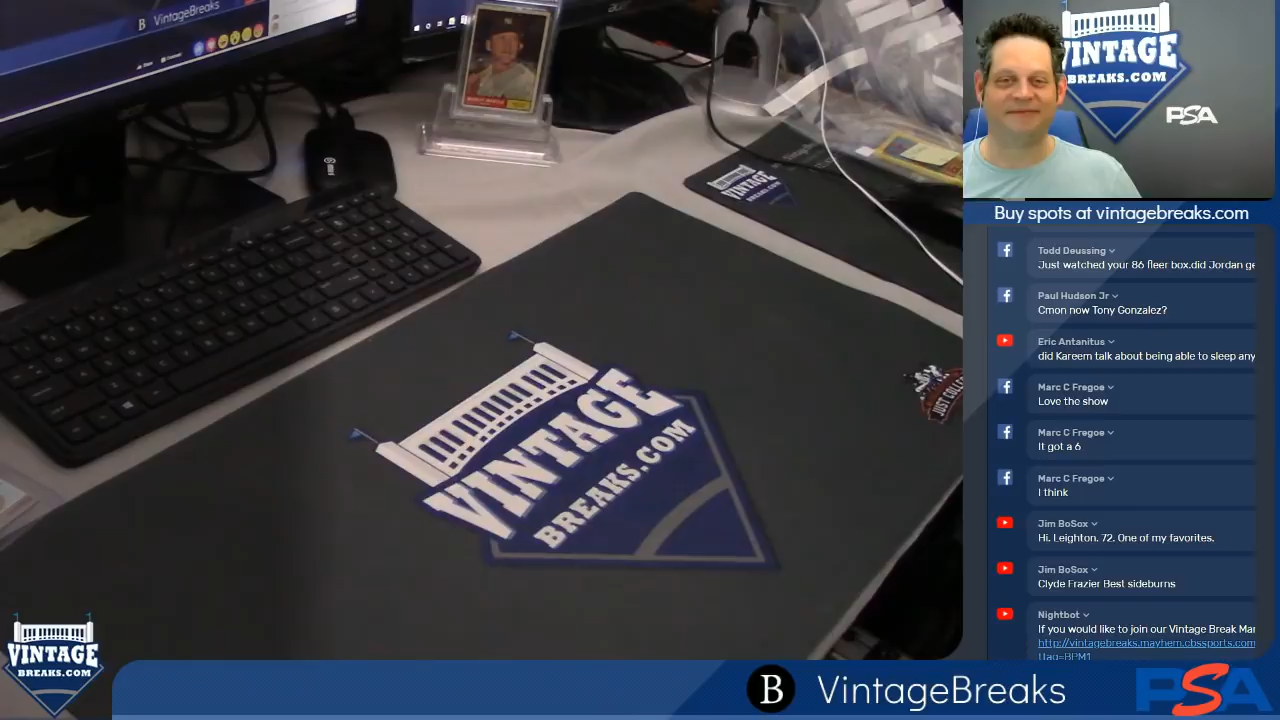 VintageBreaks
VINTAGE
BREAKS.COM
PSA
Buy spots at vintagebreaks.com
Todd Deussing
Just watched your 86 fleer box.did Jordan ge
Paul Hudson Jr
Cmon now Tony Gonzalez?
Eric Antanitus
did Kareem talk about being able to sleep any
Marc C Fregoe
Love the show
Marc C Fregoe
It got a 6
Marc C Fregoe
I think
Jim BoSox
Hi. Leighton. 72. One of my favorites.
Jim BoSox
Clyde Frazier Best sideburns
Nightbot
If you would like to join our Vintage Break Mar
http://vintagebreaks.mayhem.cbssports.com
tag=BPM1
VINTAGE
BREAKS.COM
JUST COLLE
VINTAGE
BREAKS.COM
VINTAGE
BREAKS.COM
B VintageBreaks
PSA